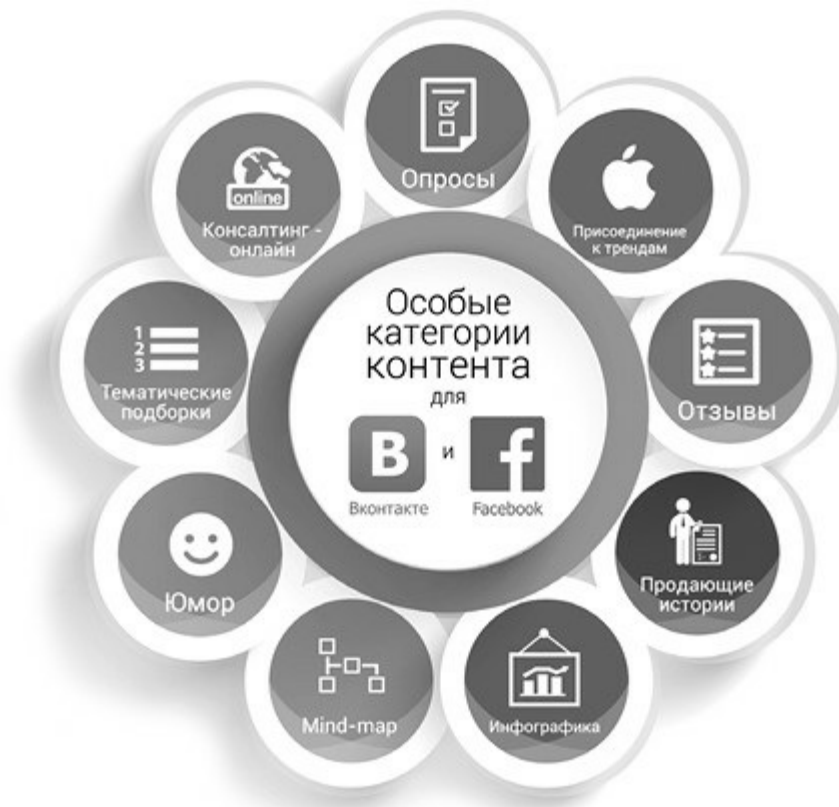 Опросы
Присоединение
к трендам
Отзывы
Продающие
истории
Инфографика
Mind-map
Юмор
1
2
3
Тематические
подборки
online
Консалтинг -
онлайн
Особые
категории
контента
для
В и f
Вконтакте Facebook